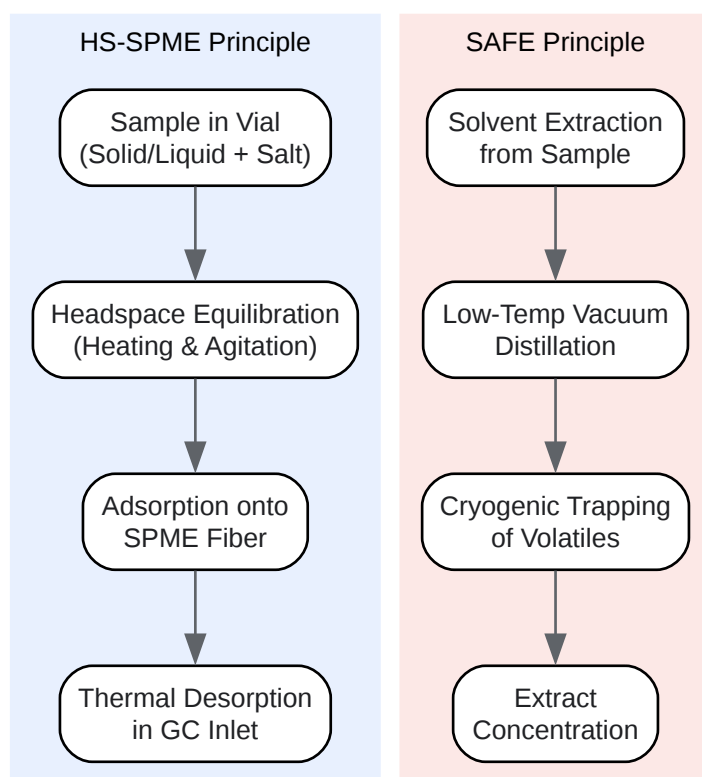 HS-SPME Principle
Sample in Vial
(Solid/Liquid + Salt)
Headspace Equilibration
(Heating & Agitation)
Adsorption onto
SPME Fiber
Thermal Desorption
in GC Inlet
SAFE Principle
Solvent Extraction
from Sample
Low-Temp Vacuum
Distillation
Cryogenic Trapping
of Volatiles
Extract
Concentration